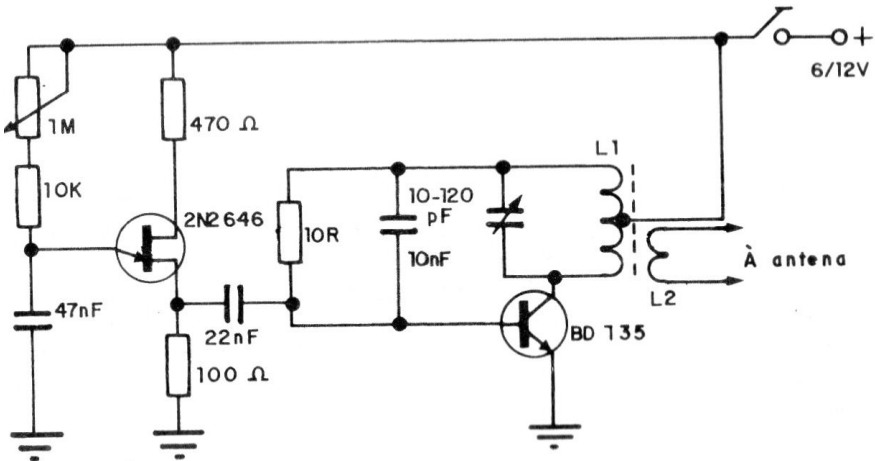 6/12V
1M
470 Ω
L1
10K
2N2646
10R
10-120
pF
10nF
À antena
L2
47nF
22nF
BD 135
100 Ω